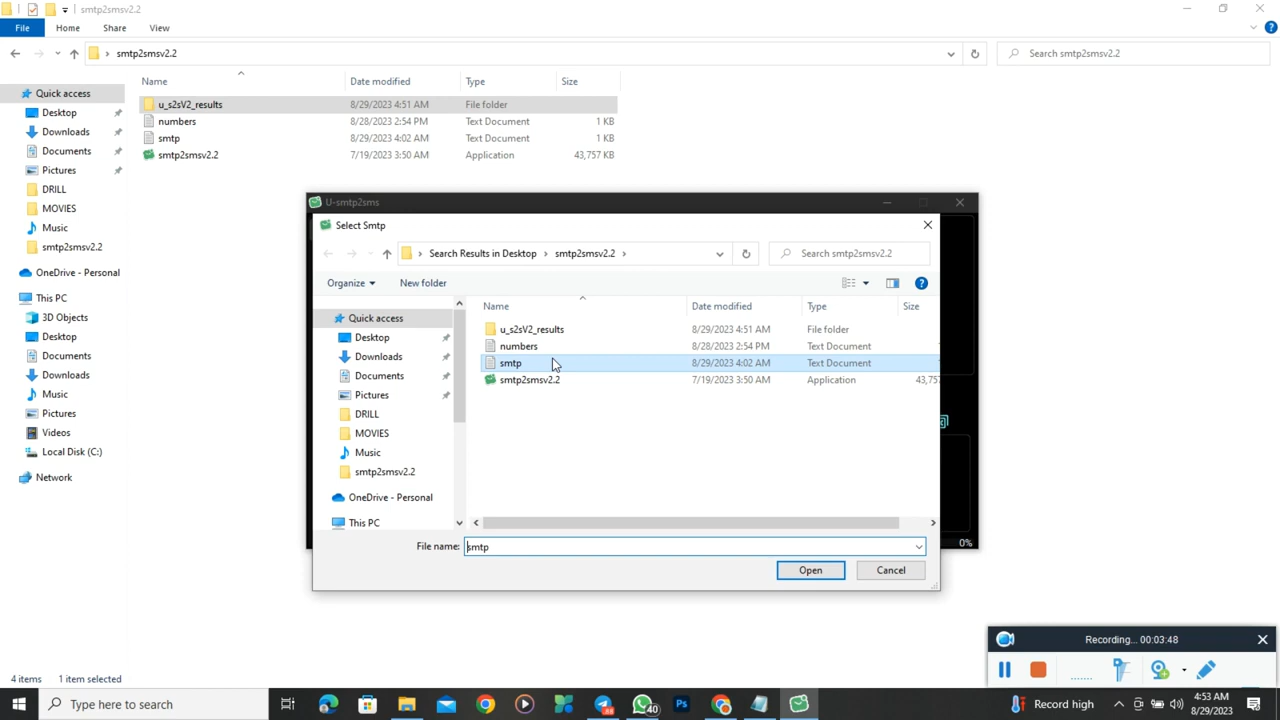 smtp2smsv2.2
File
Home
Share
View
smtp2smsv2.2
Search smtp2smsv2.2
Name
Date modified
Type
Size
u_s2sV2_results
8/29/2023 4:51 AM
File folder
numbers
8/28/2023 2:54 PM
Text Document
1 KB
smtp
8/29/2023 4:02 AM
Text Document
1 KB
smtp2smsv2.2
7/19/2023 3:50 AM
Application
43,757 KB
Quick access
Desktop
Downloads
Documents
Pictures
DRILL
MOVIES
Music
smtp2smsv2.2
OneDrive - Personal
This PC
3D Objects
Desktop
Documents
Downloads
Music
Pictures
Videos
Local Disk (C:)
Network
U-smtp2sms
Select Smtp
Search Results in Desktop
smtp2smsv2.2
Search smtp2smsv2.2
Organize
New folder
Name
Date modified
Type
Size
Quick access
Desktop
Downloads
Documents
Pictures
DRILL
MOVIES
Music
smtp2smsv2.2
OneDrive - Personal
This PC
u_s2sV2_results
8/29/2023 4:51 AM
File folder
numbers
8/28/2023 2:54 PM
Text Document
smtp
8/29/2023 4:02 AM
Text Document
smtp2smsv2.2
7/19/2023 3:50 AM
Application
43,757
File name:
smtp
Open
Cancel
0%
Recording... 00:03:48
4 items
1 item selected
Type here to search
40
Record high
4:53 AM
8/29/2023